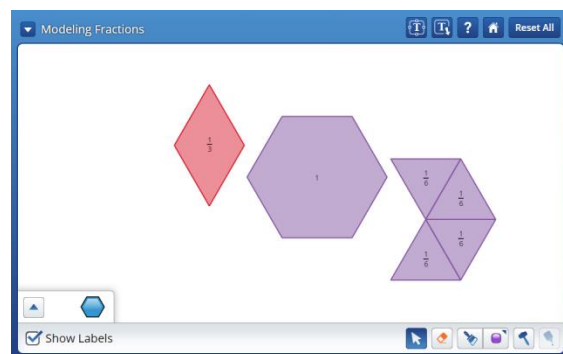 Modeling Fractions
T T ? Reset All
1/3
1
1/6
1/6
1/6
1/6
Show Labels